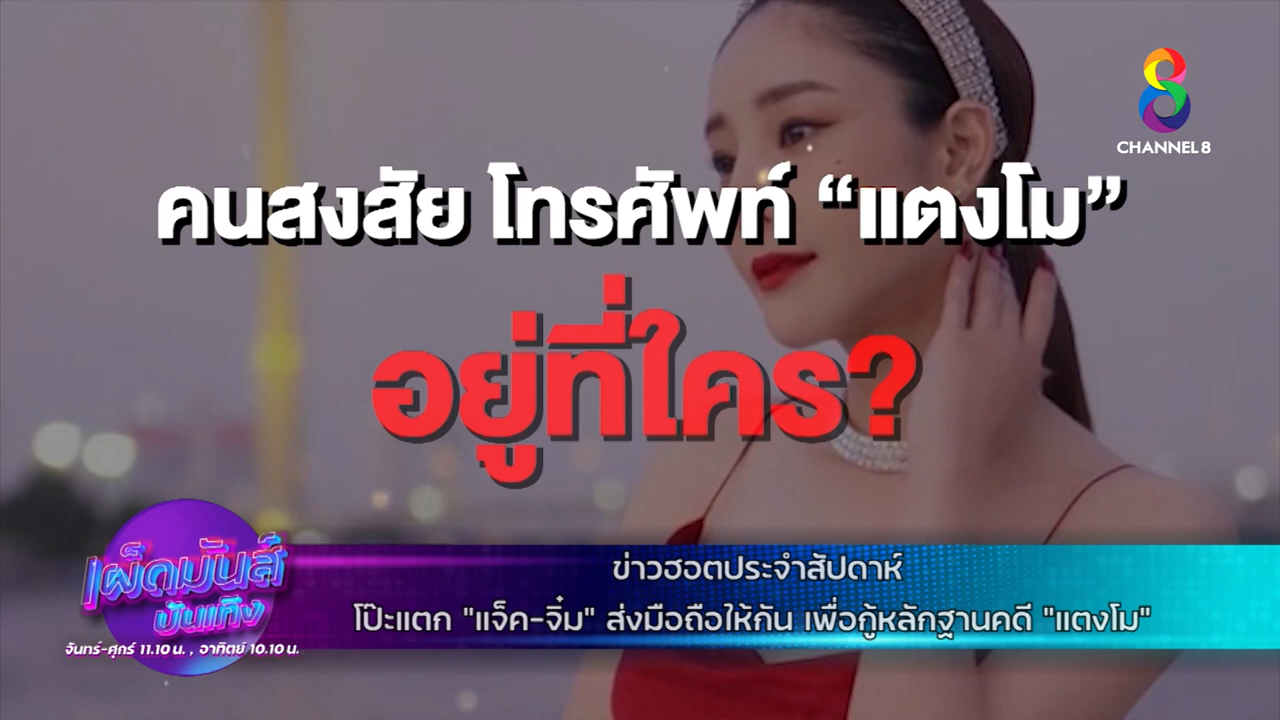 CHANNEL 8
คนสงสัย โทรศัพท์ “แตงโม”
อยู่ที่ใคร?
เผ็ดมันส์
บันเทิง
จันทร์-ศุกร์ 11.10 น. , อาทิตย์ 10.10 น.
ข่าวฮอตประจำสัปดาห์
โป๊ะแตก "แจ็ค-จิ๋ม" ส่งมือถือให้กัน เพื่อกู้หลักฐานคดี "แตงโม"